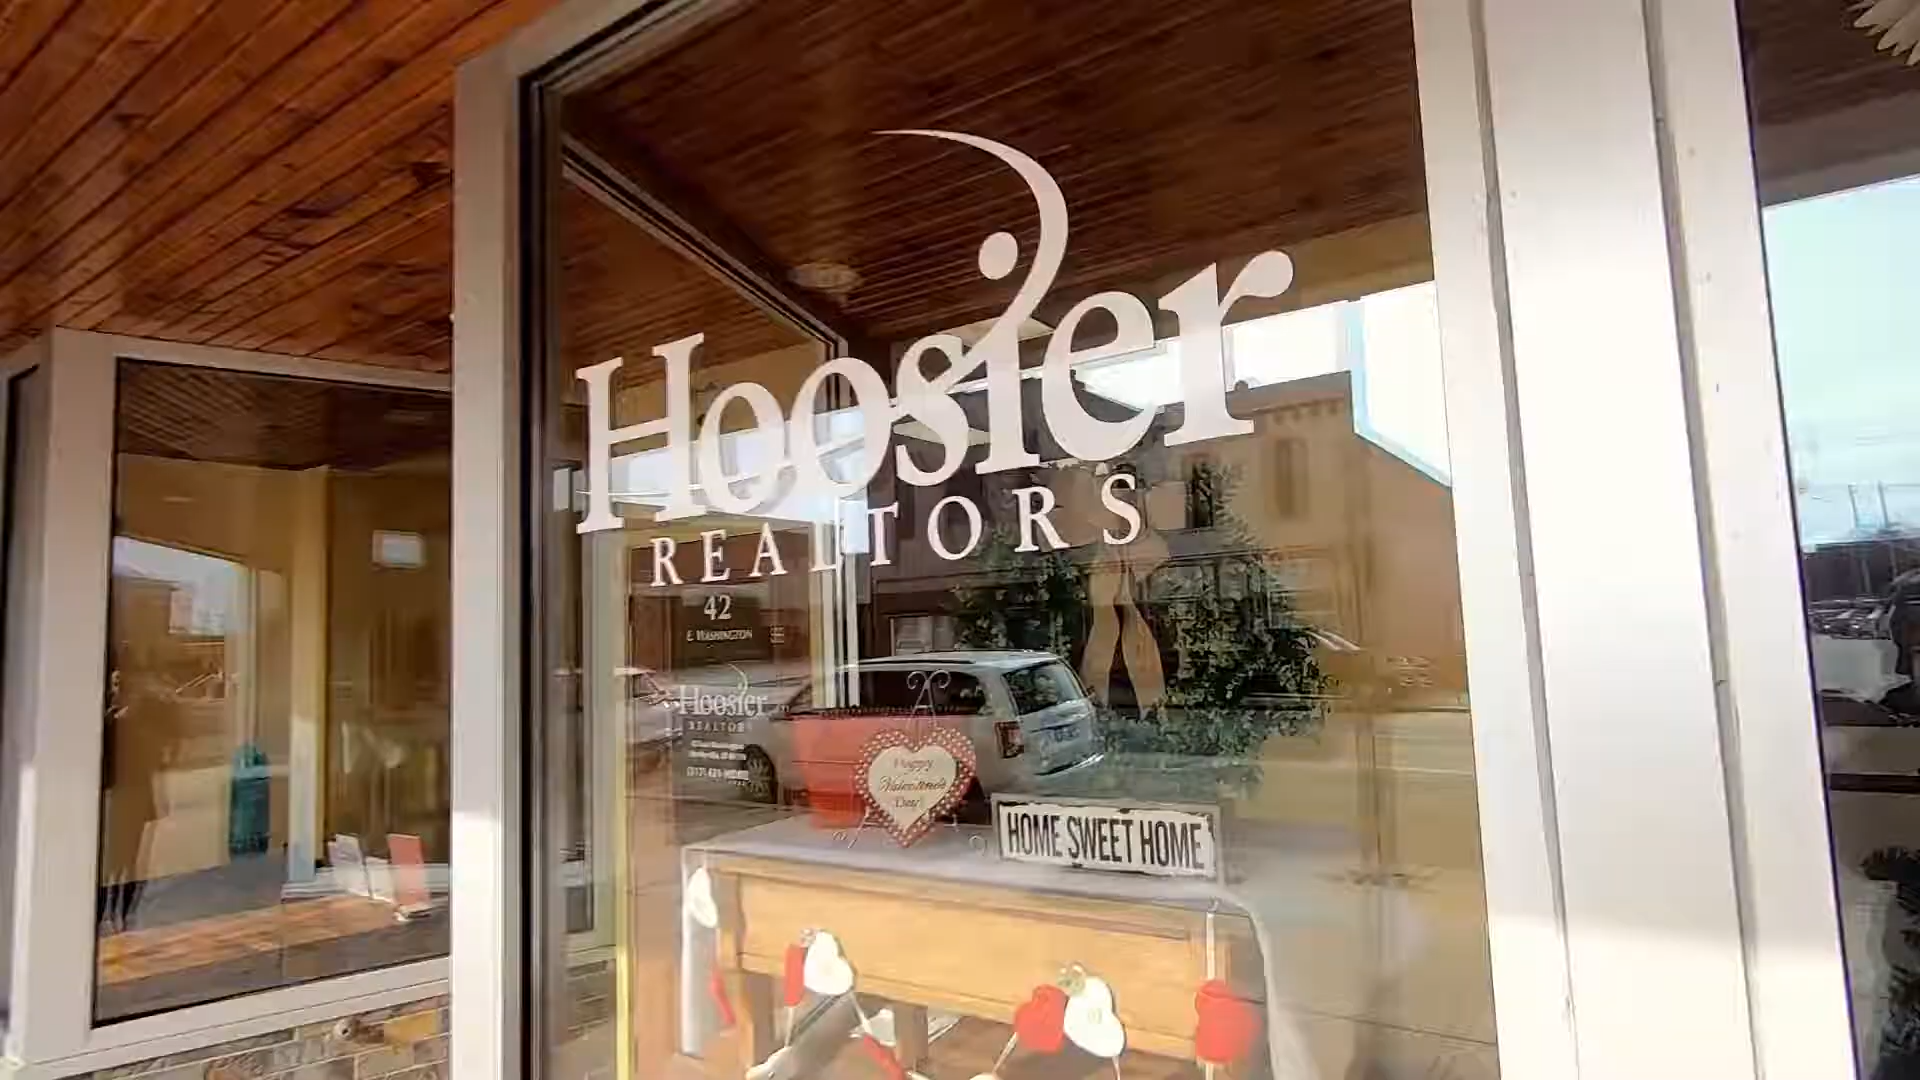 Hoosier
REALTORS
42
E WASHINGTON
Hoosier
REALTORS
Happy
Valentine's
Day!
HOME SWEET HOME